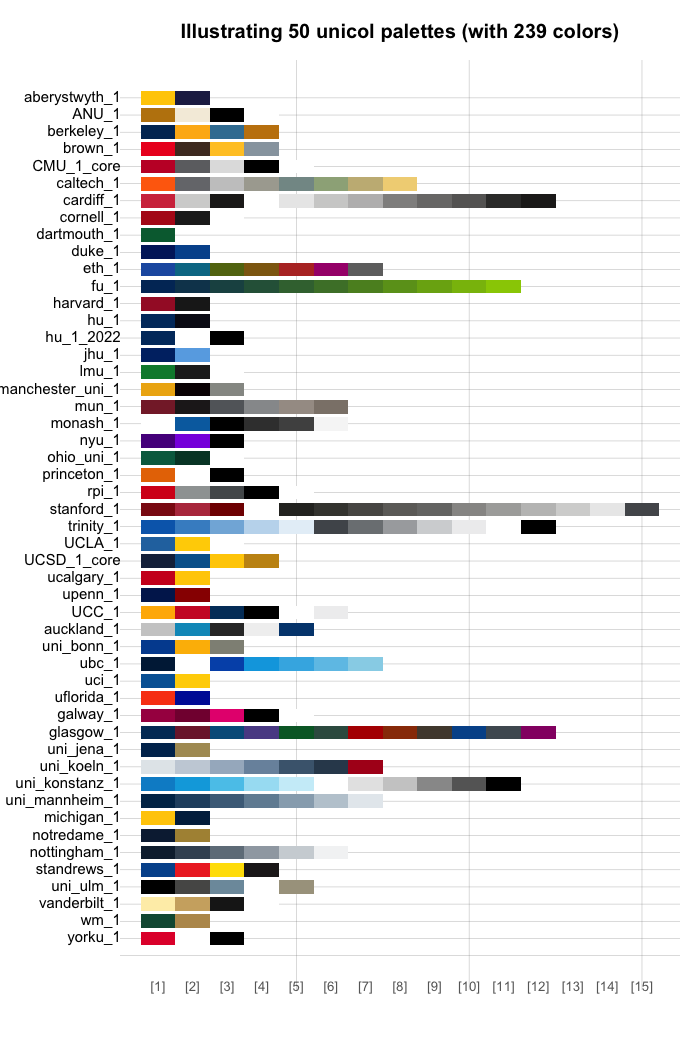 Illustrating 50 unicol palettes (with 239 colors)
aberystwyth_1
ANU_1
berkeley_1
brown_1
CMU_1_core
caltech_1
cardiff_1
cornell_1
dartmouth_1
duke_1
eth_1
fu_1
harvard_1
hu_1
hu_1_2022
jhu_1
lmu_1
manchester_uni_1
mun_1
monash_1
nyu_1
ohio_uni_1
princeton_1
rpi_1
stanford_1
trinity_1
UCLA_1
UCSD_1_core
ucalgary_1
upenn_1
UCC_1
auckland_1
uni_bonn_1
ubc_1
uci_1
uflorida_1
galway_1
glasgow_1
uni_jena_1
uni_koeln_1
uni_konstanz_1
uni_mannheim_1
michigan_1
notredame_1
nottingham_1
standrews_1
uni_ulm_1
vanderbilt_1
wm_1
yorku_1
[1] [2] [3] [4] [5] [6] [7] [8] [9] [10] [11] [12] [13] [14] [15]